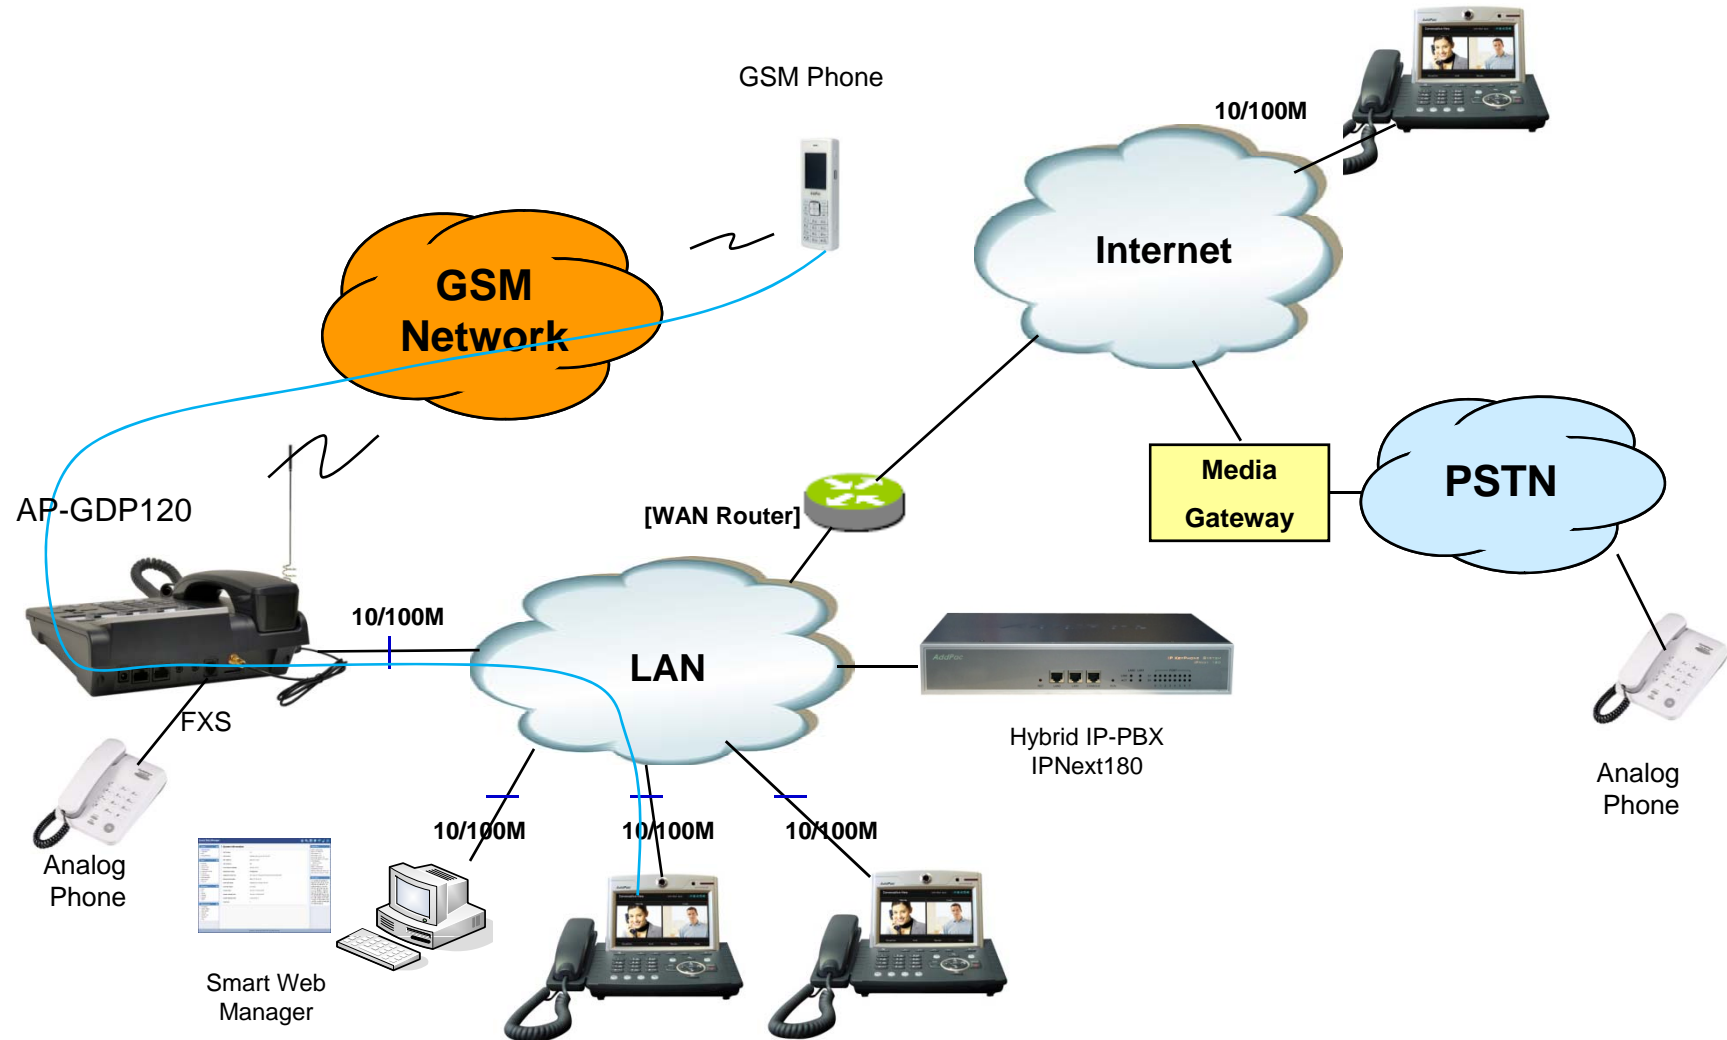 GSM Phone
10/100M
Internet
GSM
Network
Media
Gateway
PSTN
AP-GDP120
[WAN Router]
10/100M
LAN
AddPac
FXS
Hybrid IP-PBX
IPNext180
Analog
Phone
10/100M
10/100M
10/100M
Analog
Phone
Smart Web
Manager